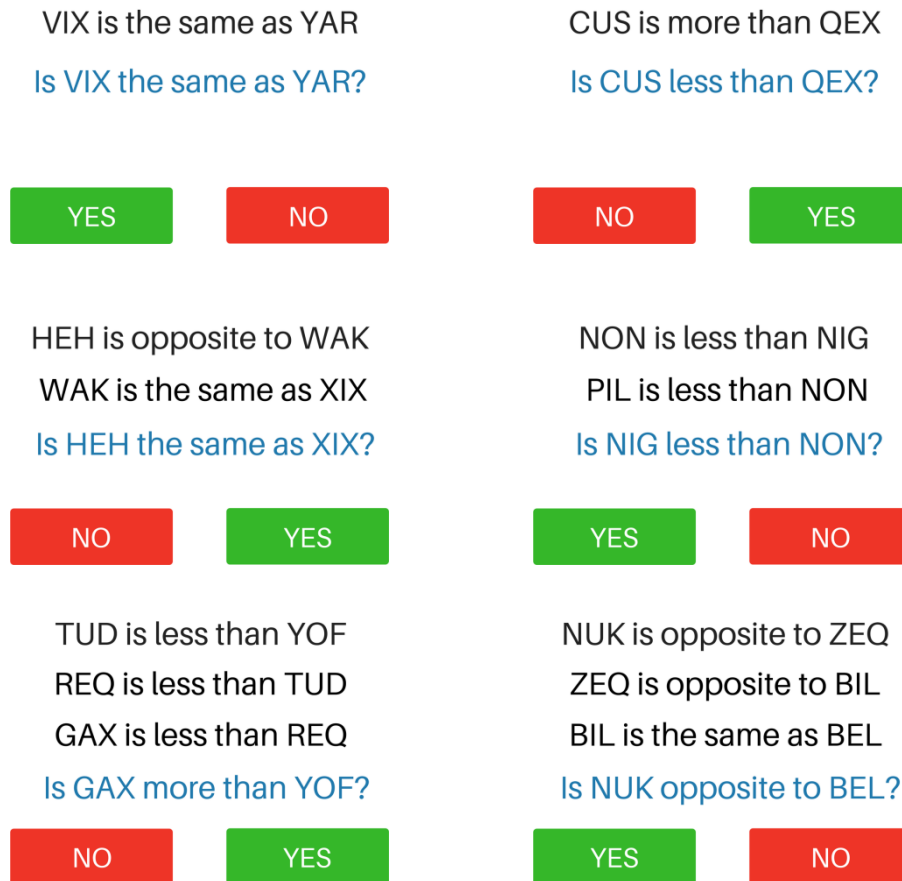 VIX is the same as YAR
Is VIX the same as YAR?
YES
NO
CUS is more than QEX
Is CUS less than QEX?
NO
YES
HEH is opposite to WAK
WAK is the same as XIX
Is HEH the same as XIX?
NO
YES
NON is less than NIG
PIL is less than NON
Is NIG less than NON?
YES
NO
TUD is less than YOF
REQ is less than TUD
GAX is less than REQ
Is GAX more than YOF?
NO
YES
NUK is opposite to ZEQ
ZEQ is opposite to BIL
BIL is the same as BEL
Is NUK opposite to BEL?
YES
NO